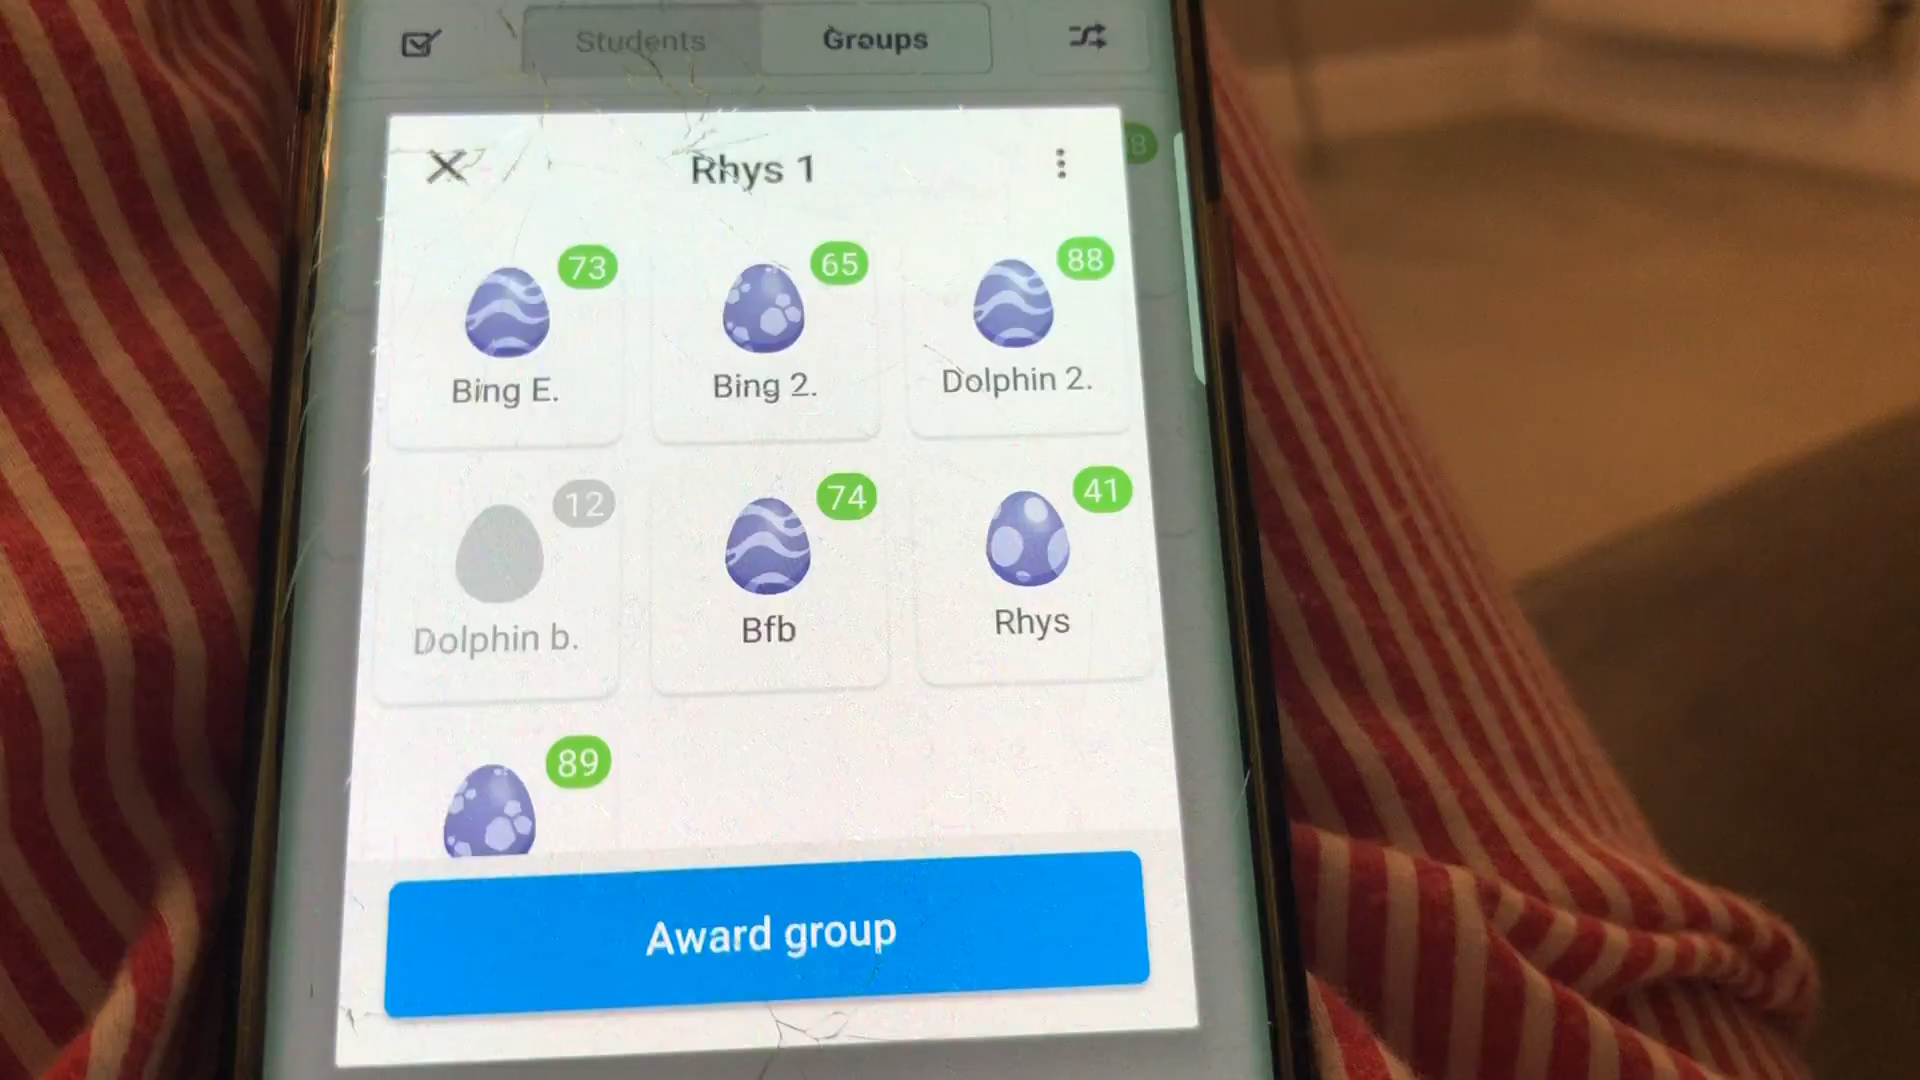 Students Groups
8
Rhys 1
73 65 88
Bing E. Bing 2. Dolphin 2.
12 74 41
Dolphin b. Bfb Rhys
89
Award group